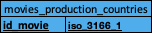 movies_production_countries
id_movie iso_3166_1